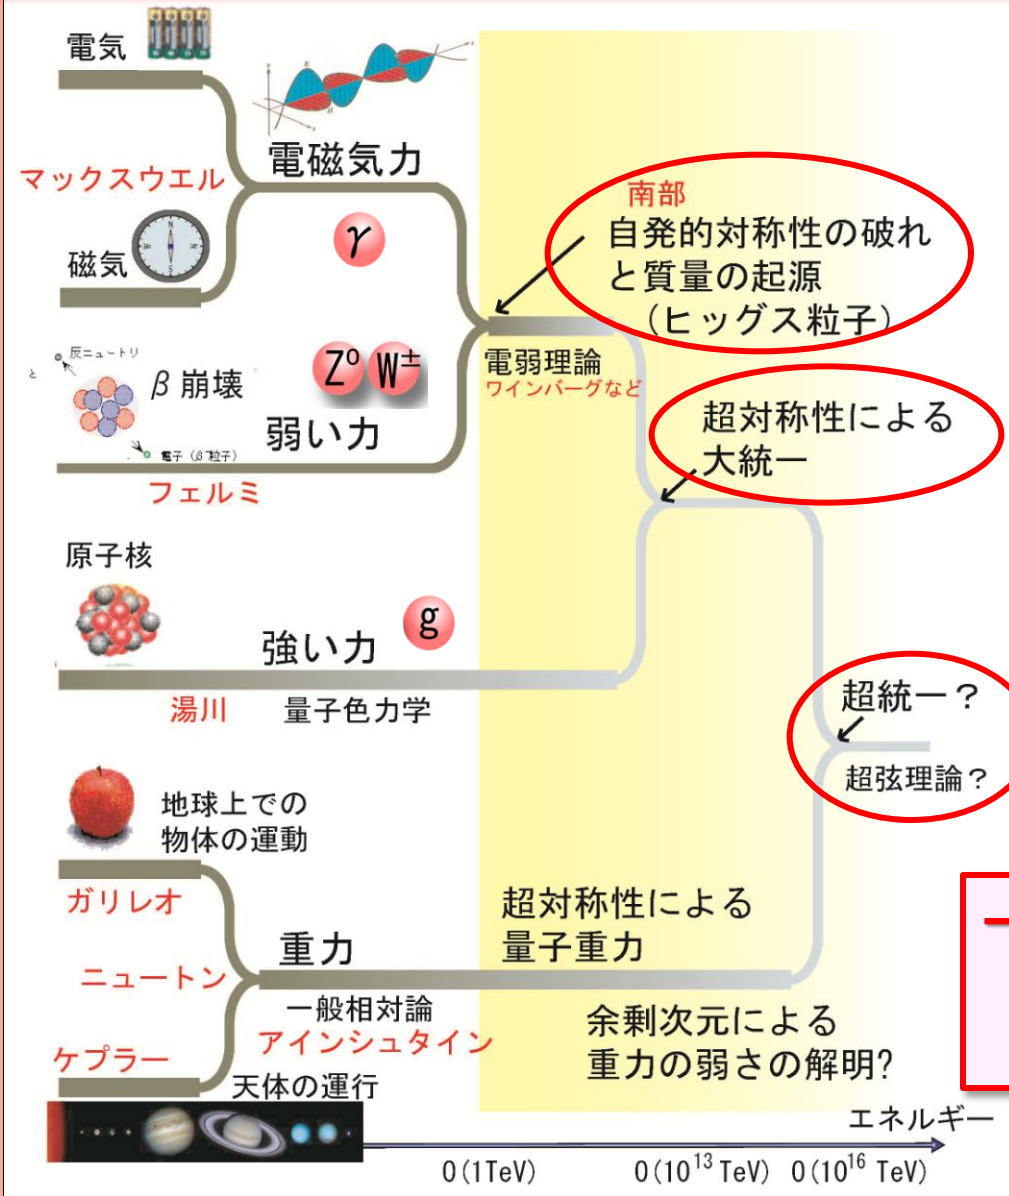 電気
マックスウエル
電磁気力
磁気
γ
南部
自発的対称性の破れ
と質量の起源
（ヒッグス粒子）
反ニュートリ
と
β 崩壊
Z⁰ W±
電弱理論
ワインバーグなど
弱い力
電子（β⁻粒子）
フェルミ
超対称性による
大統一
原子核
強い力
g
湯川
量子色力学
超統一？
超弦理論？
地球上での
物体の運動
ガリレオ
超対称性による
量子重力
重力
ニュートン
一般相対論
アインシュタイン
余剰次元による
重力の弱さの解明?
ケプラー
天体の運行
エネルギー
O(1TeV)
O(10¹³ TeV)
O(10¹⁶ TeV)